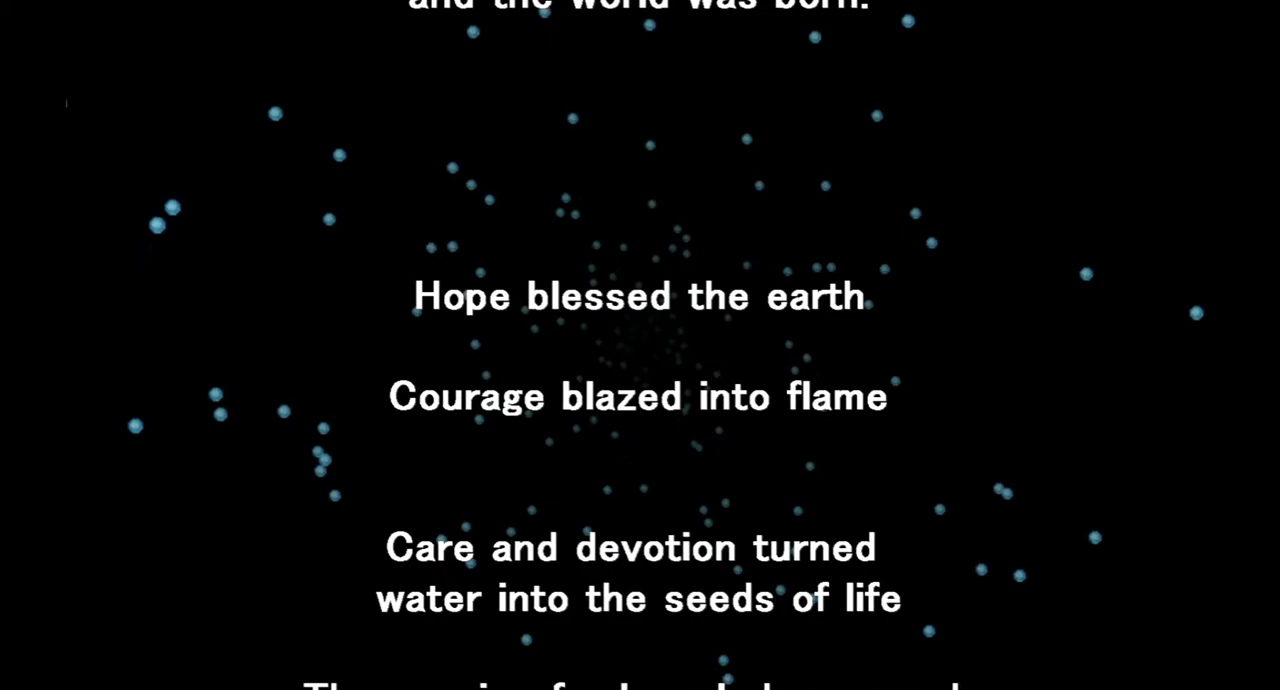 and the world was born.
Hope blessed the earth
Courage blazed into flame
Care and devotion turned
water into the seeds of life